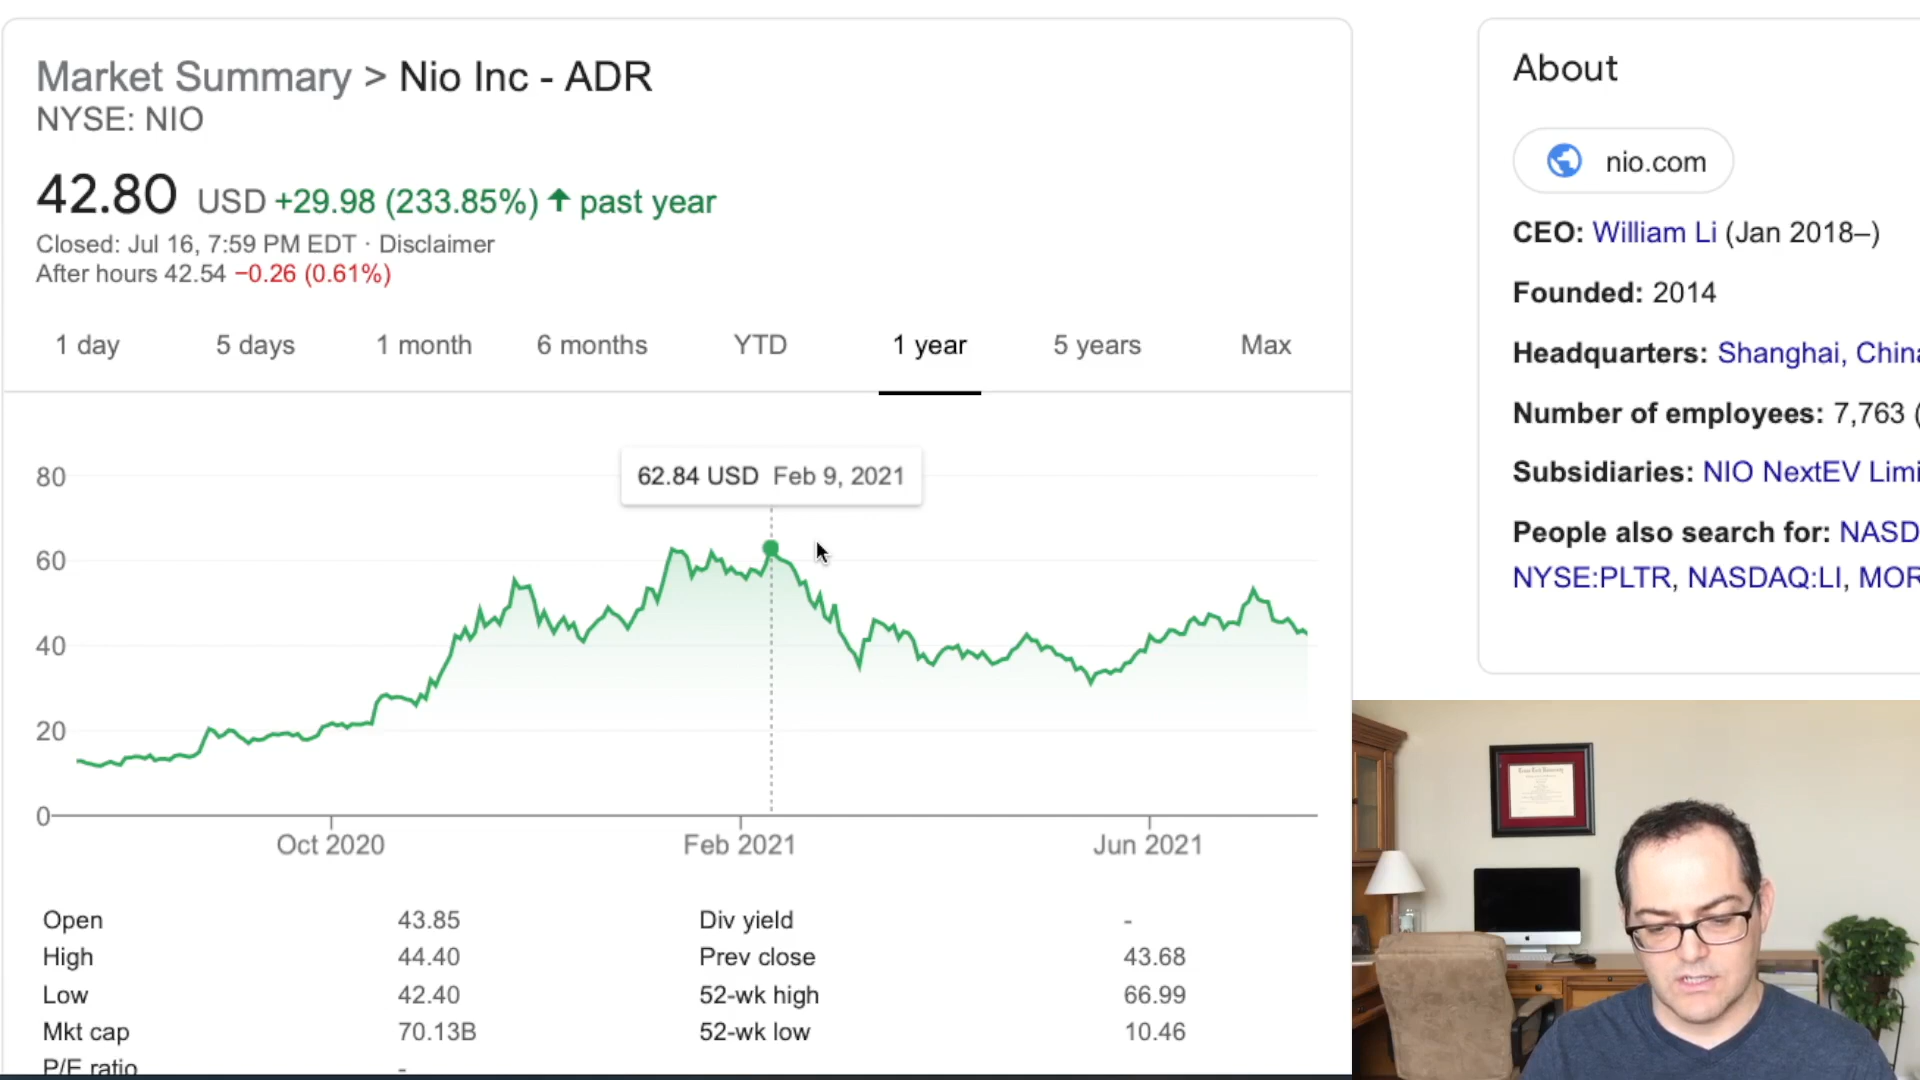 Market Summary > Nio Inc - ADR
NYSE: NIO
42.80 USD +29.98 (233.85%) ↑ past year
Closed: Jul 16, 7:59 PM EDT · Disclaimer
After hours 42.54 −0.26 (0.61%)
1 day 5 days 1 month 6 months YTD 1 year 5 years Max
62.84 USD Feb 9, 2021
80
60
40
20
0
Oct 2020 Feb 2021 Jun 2021
Open 43.85 Div yield -
High 44.40 Prev close 43.68
Low 42.40 52-wk high 66.99
Mkt cap 70.13B 52-wk low 10.46
P/E ratio -
About
nio.com
CEO: William Li (Jan 2018–)
Founded: 2014
Headquarters: Shanghai, China
Number of employees: 7,763 (
Subsidiaries: NIO NextEV Limi
People also search for: NASD
NYSE:PLTR, NASDAQ:LI, MOR